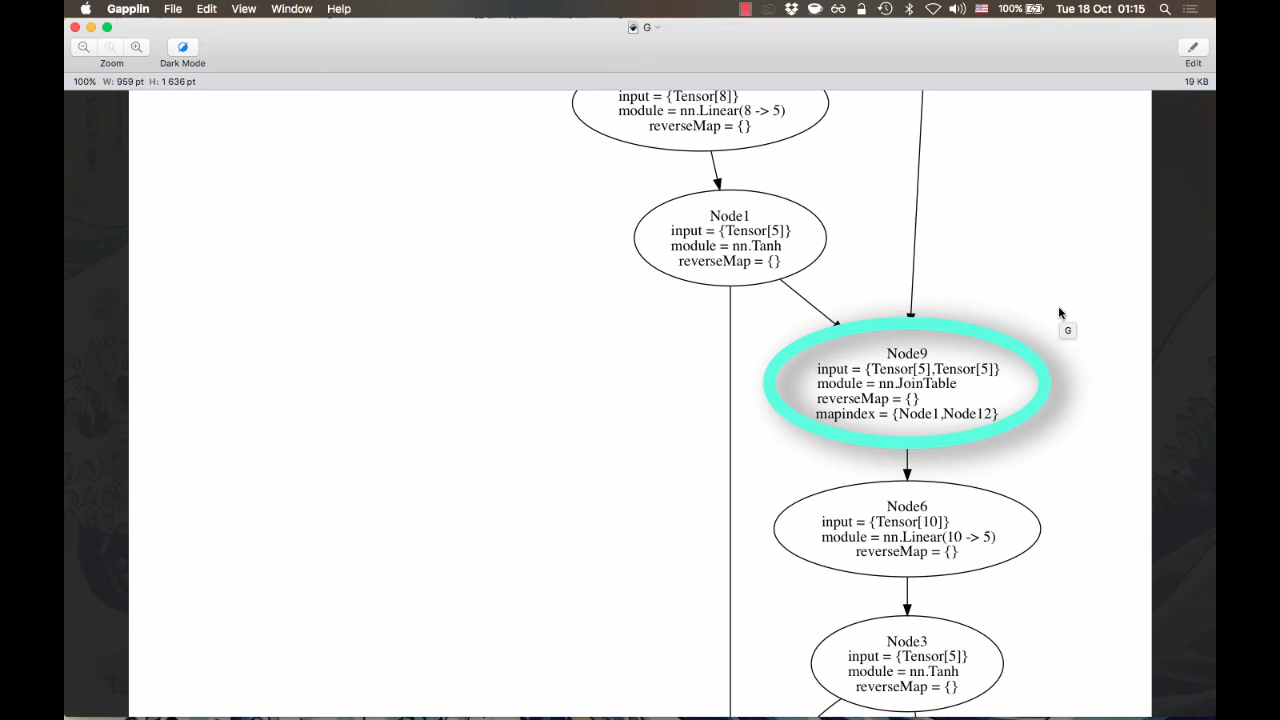 Gapplin File Edit View Window Help 100% Tue 18 Oct 01:15
G
Zoom Dark Mode Edit
100% W: 959 pt H: 1 636 pt 19 KB
input = {Tensor[8]}
module = nn.Linear(8 -> 5)
reverseMap = {}
Node1
input = {Tensor[5]}
module = nn.Tanh
reverseMap = {}
G
Node9
input = {Tensor[5],Tensor[5]}
module = nn.JoinTable
reverseMap = {}
mapindex = {Node1,Node12}
Node6
input = {Tensor[10]}
module = nn.Linear(10 -> 5)
reverseMap = {}
Node3
input = {Tensor[5]}
module = nn.Tanh
reverseMap = {}